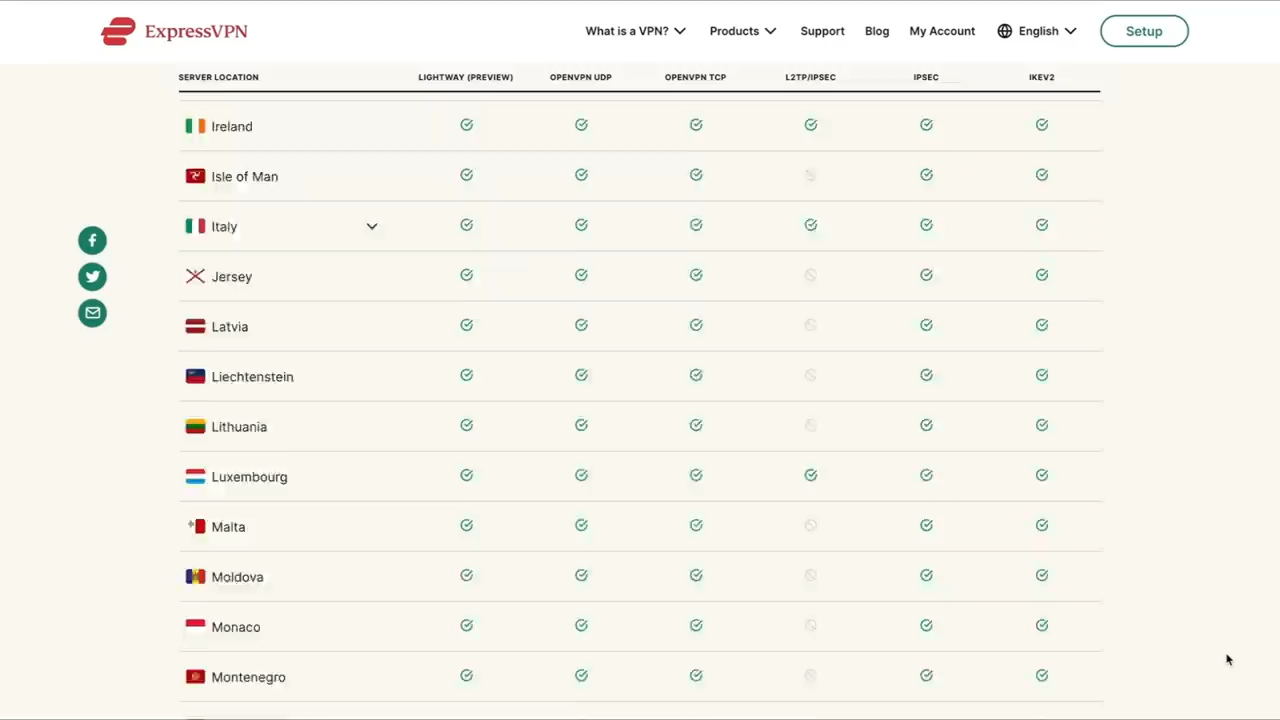 ExpressVPN
What is a VPN? Products Support Blog My Account English Setup
SERVER LOCATION LIGHTWAY (PREVIEW) OPENVPN UDP OPENVPN TCP L2TP/IPSEC IPSEC IKEV2
Ireland
Isle of Man
Italy
Jersey
Latvia
Liechtenstein
Lithuania
Luxembourg
Malta
Moldova
Monaco
Montenegro